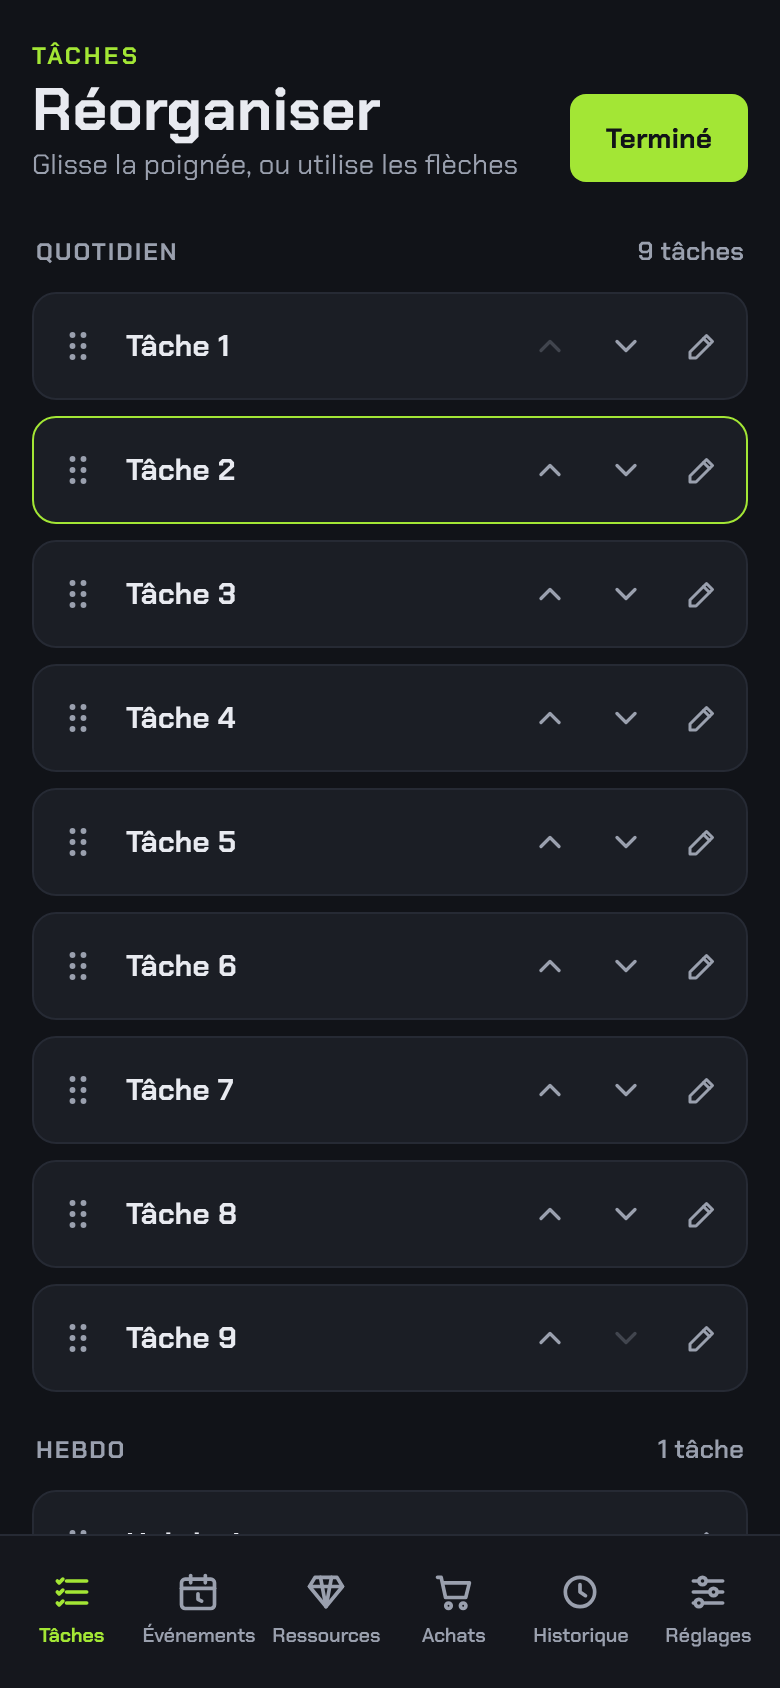 TÂCHES
Réorganiser
Glisse la poignée, ou utilise les flèches
Terminé
QUOTIDIEN
9 tâches
Tâche 1
Tâche 2
Tâche 3
Tâche 4
Tâche 5
Tâche 6
Tâche 7
Tâche 8
Tâche 9
HEBDO
1 tâche
Tâches
Événements
Ressources
Achats
Historique
Réglages